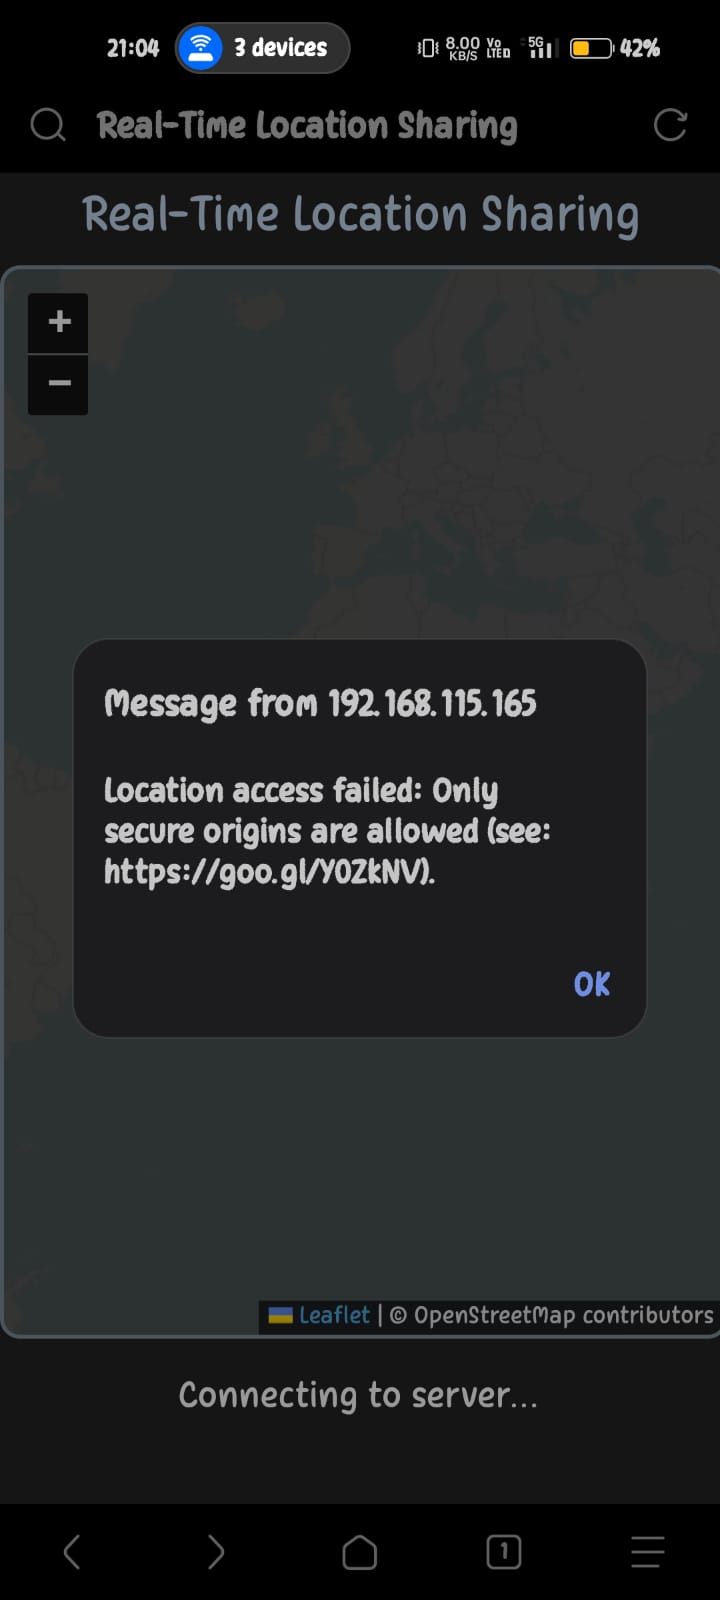 21:04
3 devices
8.00 KB/S
Vo LTED
5G
42%
Real-Time Location Sharing
Real-Time Location Sharing
+
−
Message from 192.168.115.165
Location access failed: Only
secure origins are allowed (see:
https://goo.gl/Y0ZkNV).
OK
Leaflet | © OpenStreetMap contributors
Connecting to server...
1